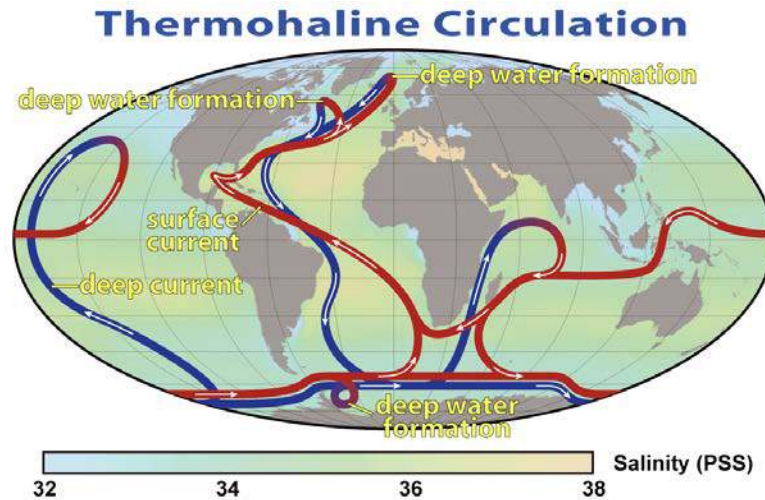 Thermohaline Circulation
deep water formation
deep water formation
surface
current
deep current
deep water
formation
Salinity (PSS)
32 34 36 38